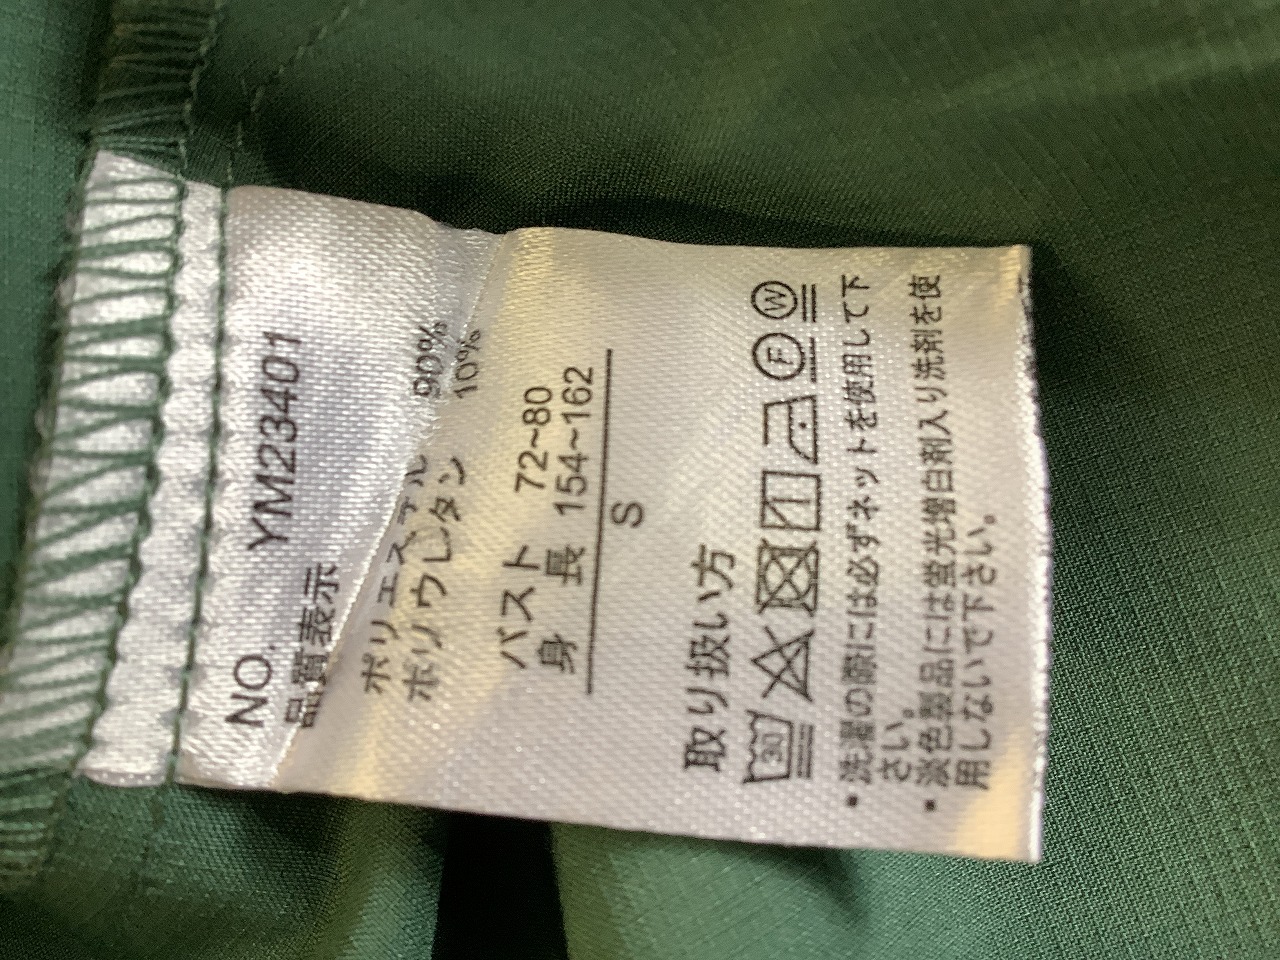 NO. YM23401
品質表示
ポリエステル 90%
ポリウレタン 10%
バスト 72~80
身長 154~162
S
取り扱い方
30 F W
・洗濯の際には必ずネットを使用して下
さい。
・淡色製品には蛍光増白剤入り洗剤を使
用しないで下さい。